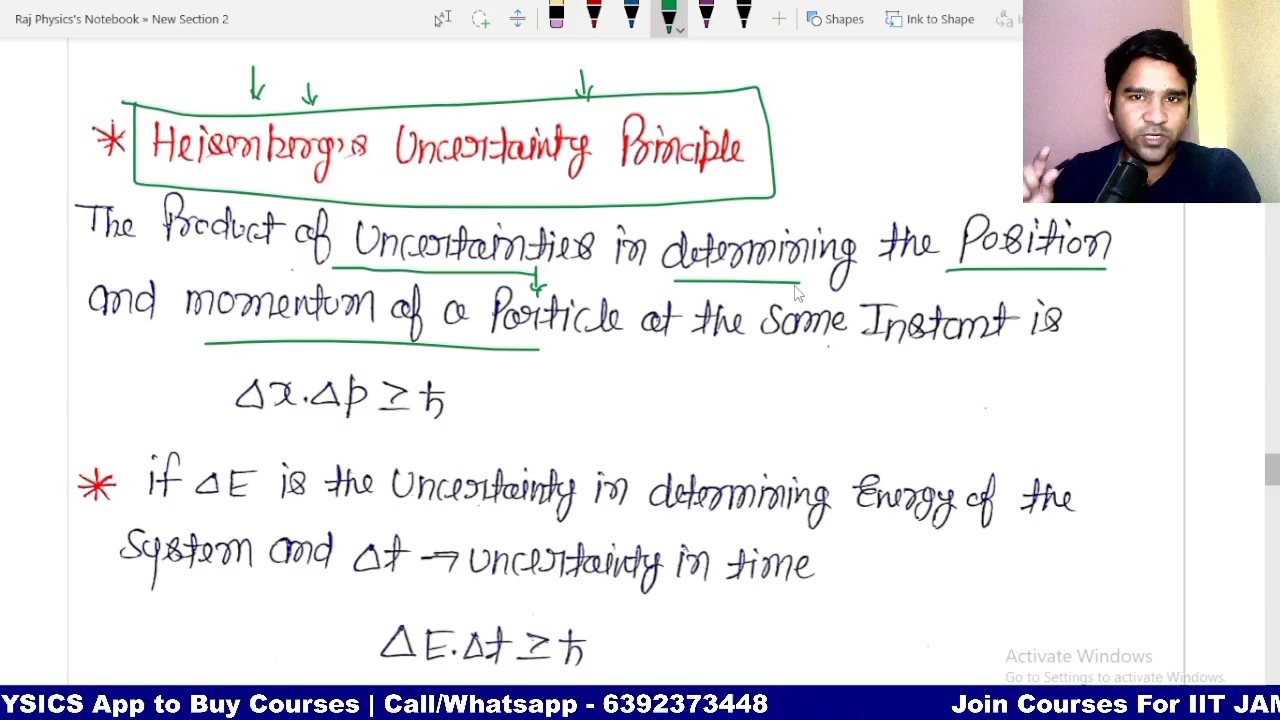 Raj Physics's Notebook » New Section 2
Shapes
Ink to Shape
* Heisenberg's Uncertainty Principle
The Product of Uncertainties in determining the Position
and momentum of a Particle at the same Instant is
Δx.Δp ≥ ħ
* if ΔE is the Uncertainty in determining Energy of the
System and Δt → uncertainty in time
ΔE.Δt ≥ ħ
Activate Windows
Go to Settings to activate Windows.
YSICS App to Buy Courses | Call/Whatsapp - 6392373448
Join Courses For IIT JAM